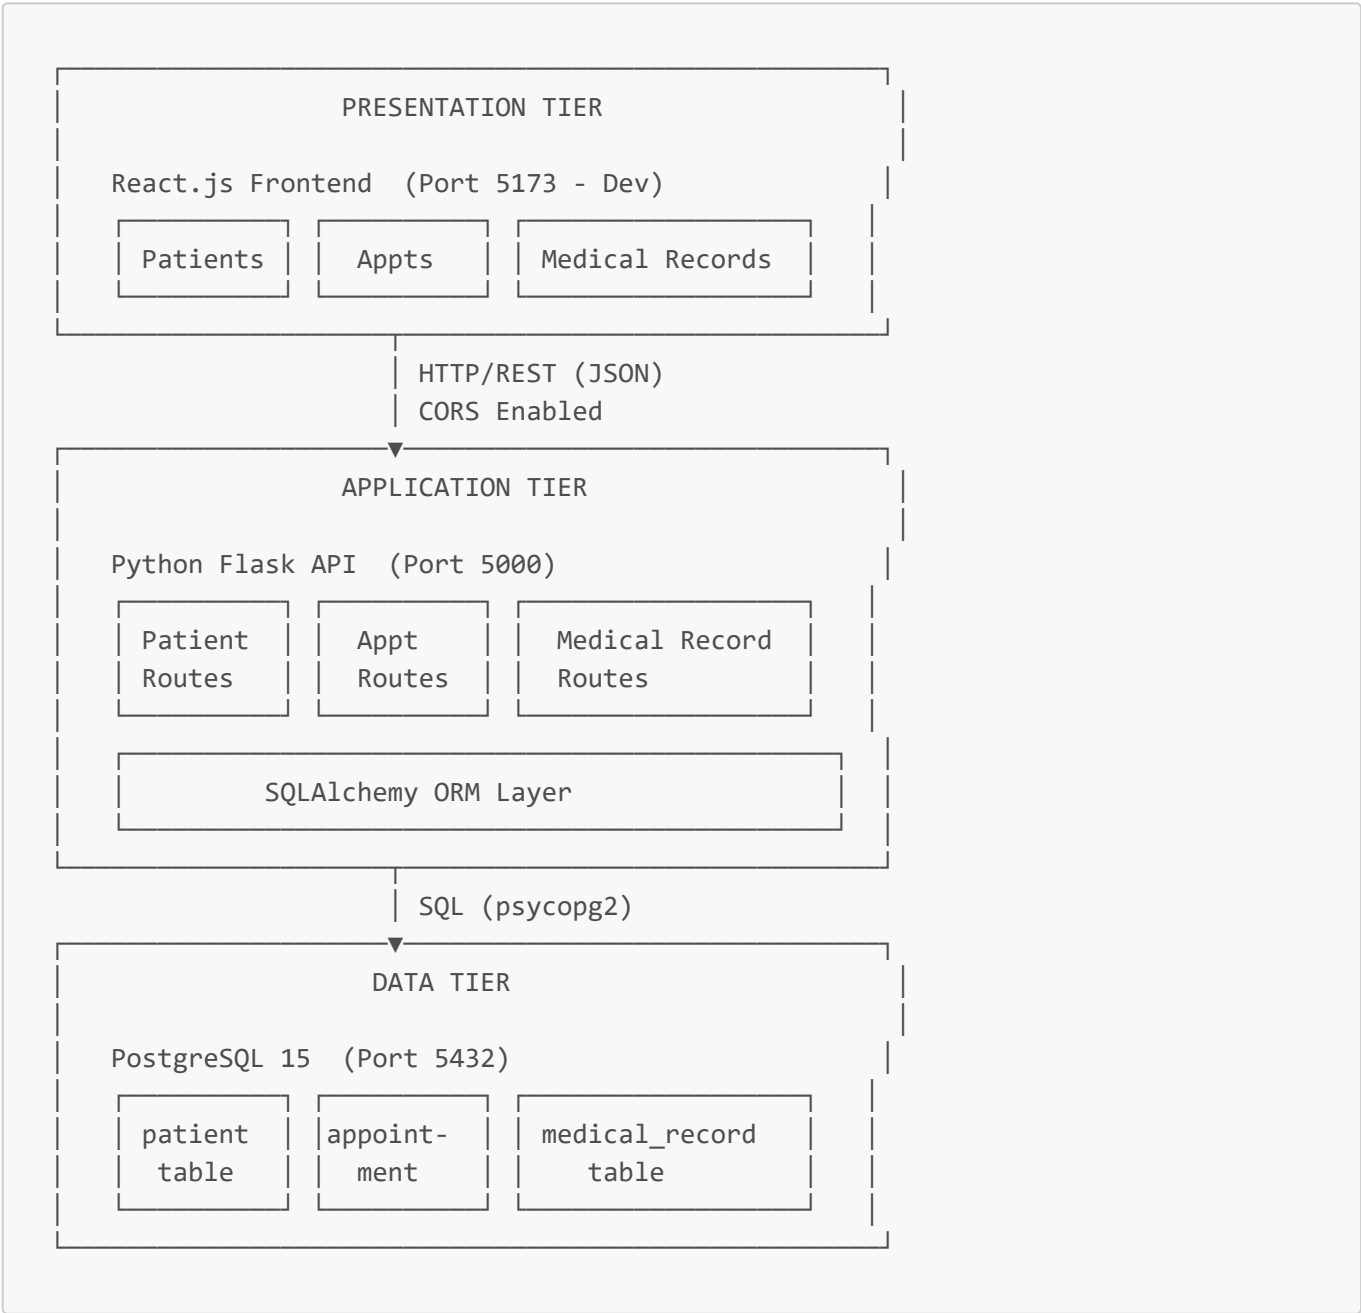 PRESENTATION TIER
React.js Frontend  (Port 5173 - Dev)
Patients Appts Medical Records
HTTP/REST (JSON)
CORS Enabled
APPLICATION TIER
Python Flask API  (Port 5000)
Patient Appt Medical Record
Routes Routes Routes
SQLAlchemy ORM Layer
SQL (psycopg2)
DATA TIER
PostgreSQL 15  (Port 5432)
patient appoint- medical_record
table ment table